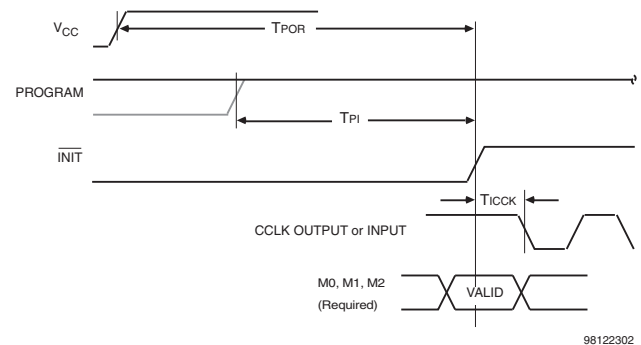 VCC
TPOR
PROGRAM
TPI
INIT
TICCK
CCLK OUTPUT or INPUT
M0, M1, M2
(Required)
VALID
98122302